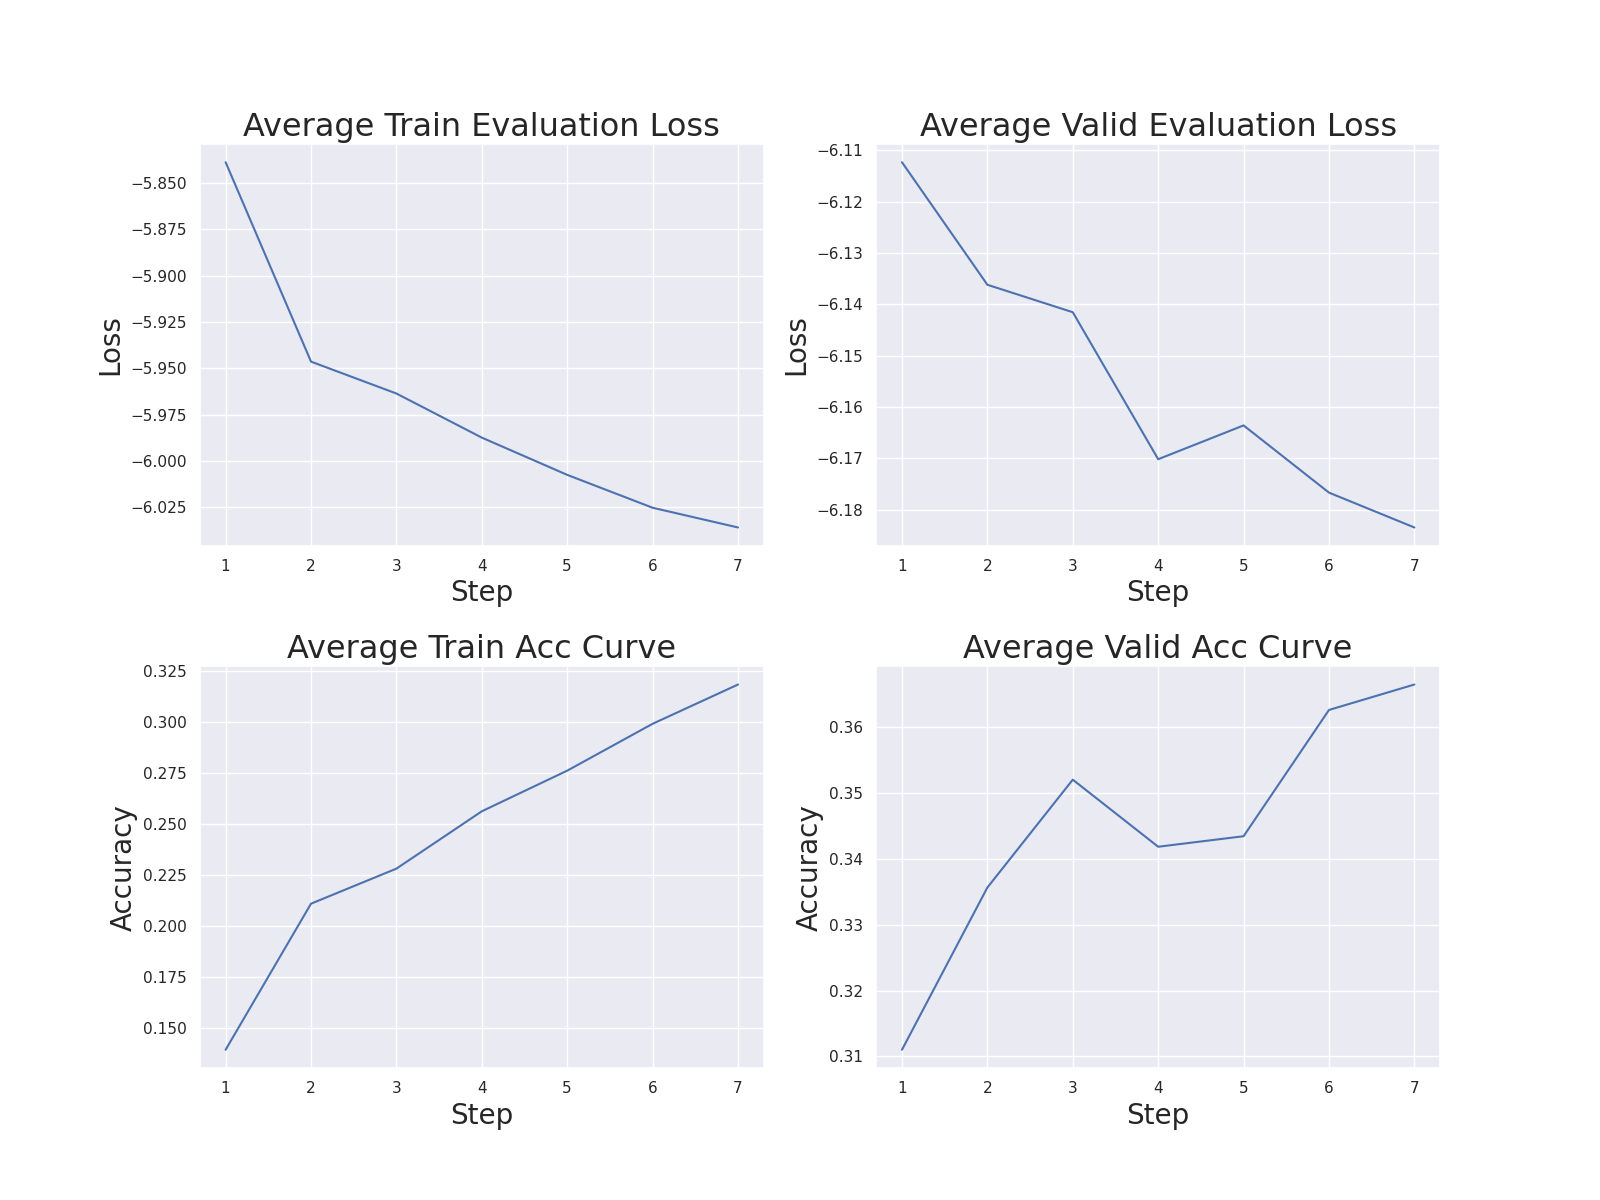 Average Train Evaluation Loss
−5.850
−5.875
−5.900
−5.925
−5.950
−5.975
−6.000
−6.025
Loss
1 2 3 4 5 6 7
Step
Average Valid Evaluation Loss
−6.11
−6.12
−6.13
−6.14
−6.15
−6.16
−6.17
−6.18
Loss
1 2 3 4 5 6 7
Step
Average Train Acc Curve
0.325
0.300
0.275
0.250
0.225
0.200
0.175
0.150
Accuracy
1 2 3 4 5 6 7
Step
Average Valid Acc Curve
0.36
0.35
0.34
0.33
0.32
0.31
Accuracy
1 2 3 4 5 6 7
Step